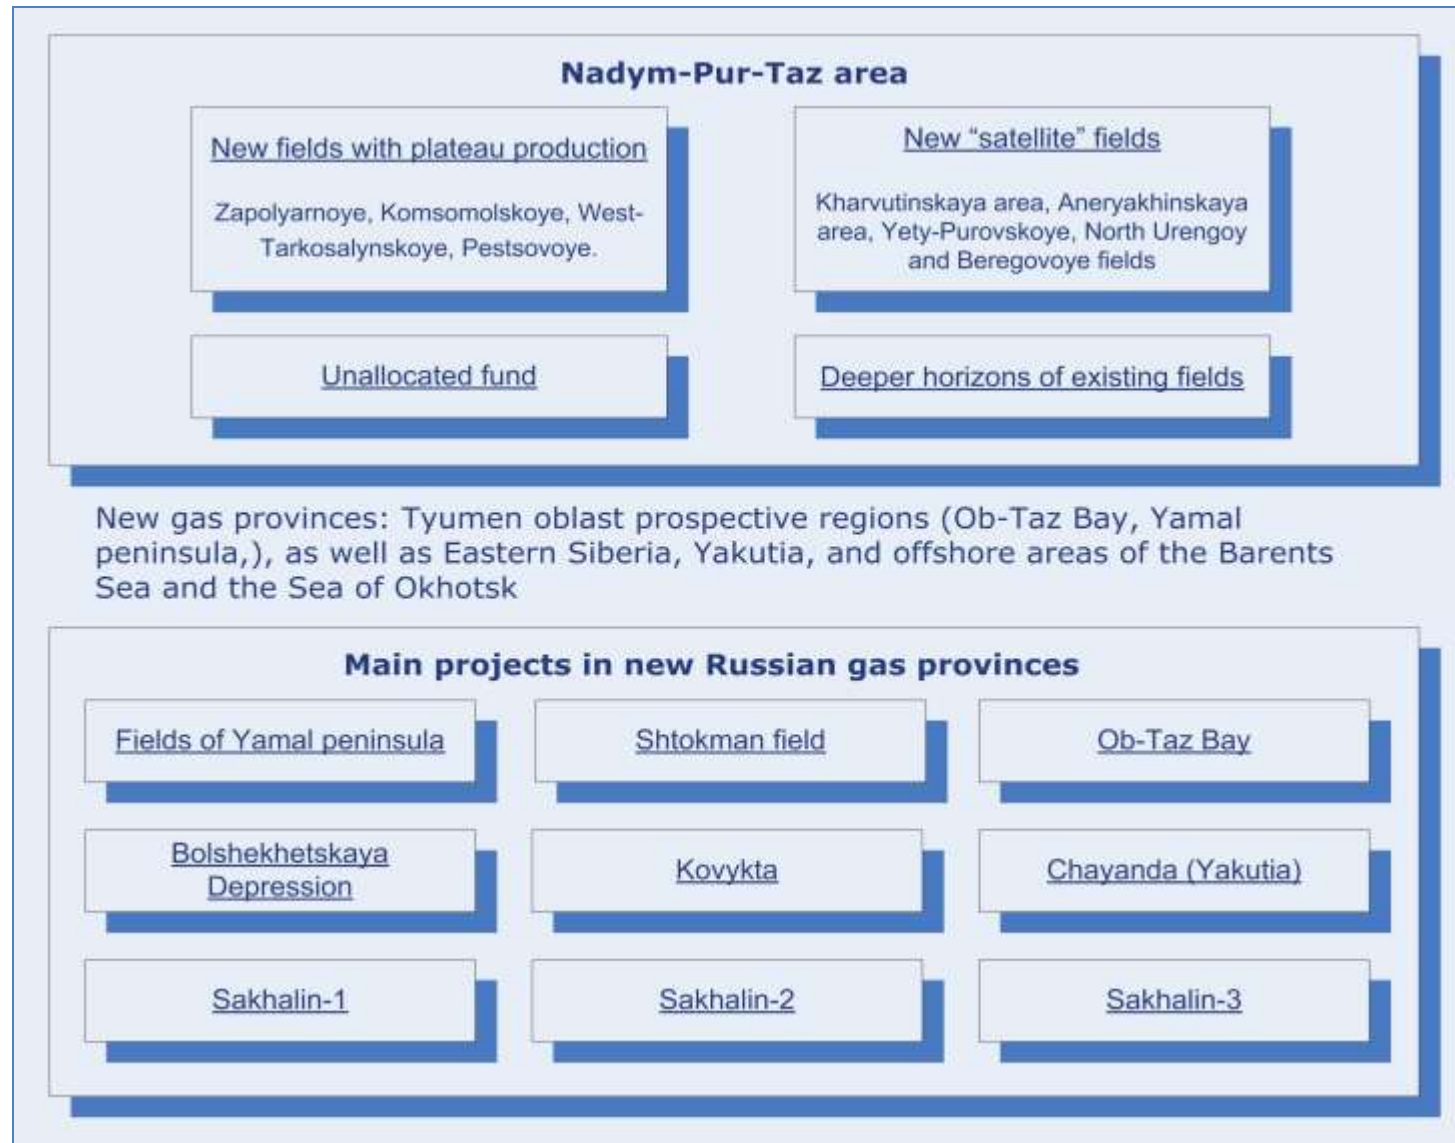 Nadym-Pur-Taz area
New fields with plateau production
Zapolyarnoye, Komsomolskoye, West-
Tarkosalynskoye, Pestsovoye.
New “satellite” fields
Kharvutinskaya area, Aneryakhinskaya
area, Yety-Purovskoye, North Urengoy
and Beregovoye fields
Unallocated fund
Deeper horizons of existing fields
New gas provinces: Tyumen oblast prospective regions (Ob-Taz Bay, Yamal
peninsula,), as well as Eastern Siberia, Yakutia, and offshore areas of the Barents
Sea and the Sea of Okhotsk
Main projects in new Russian gas provinces
Fields of Yamal peninsula
Shtokman field
Ob-Taz Bay
Bolshekhetskaya
Depression
Kovykta
Chayanda (Yakutia)
Sakhalin-1
Sakhalin-2
Sakhalin-3